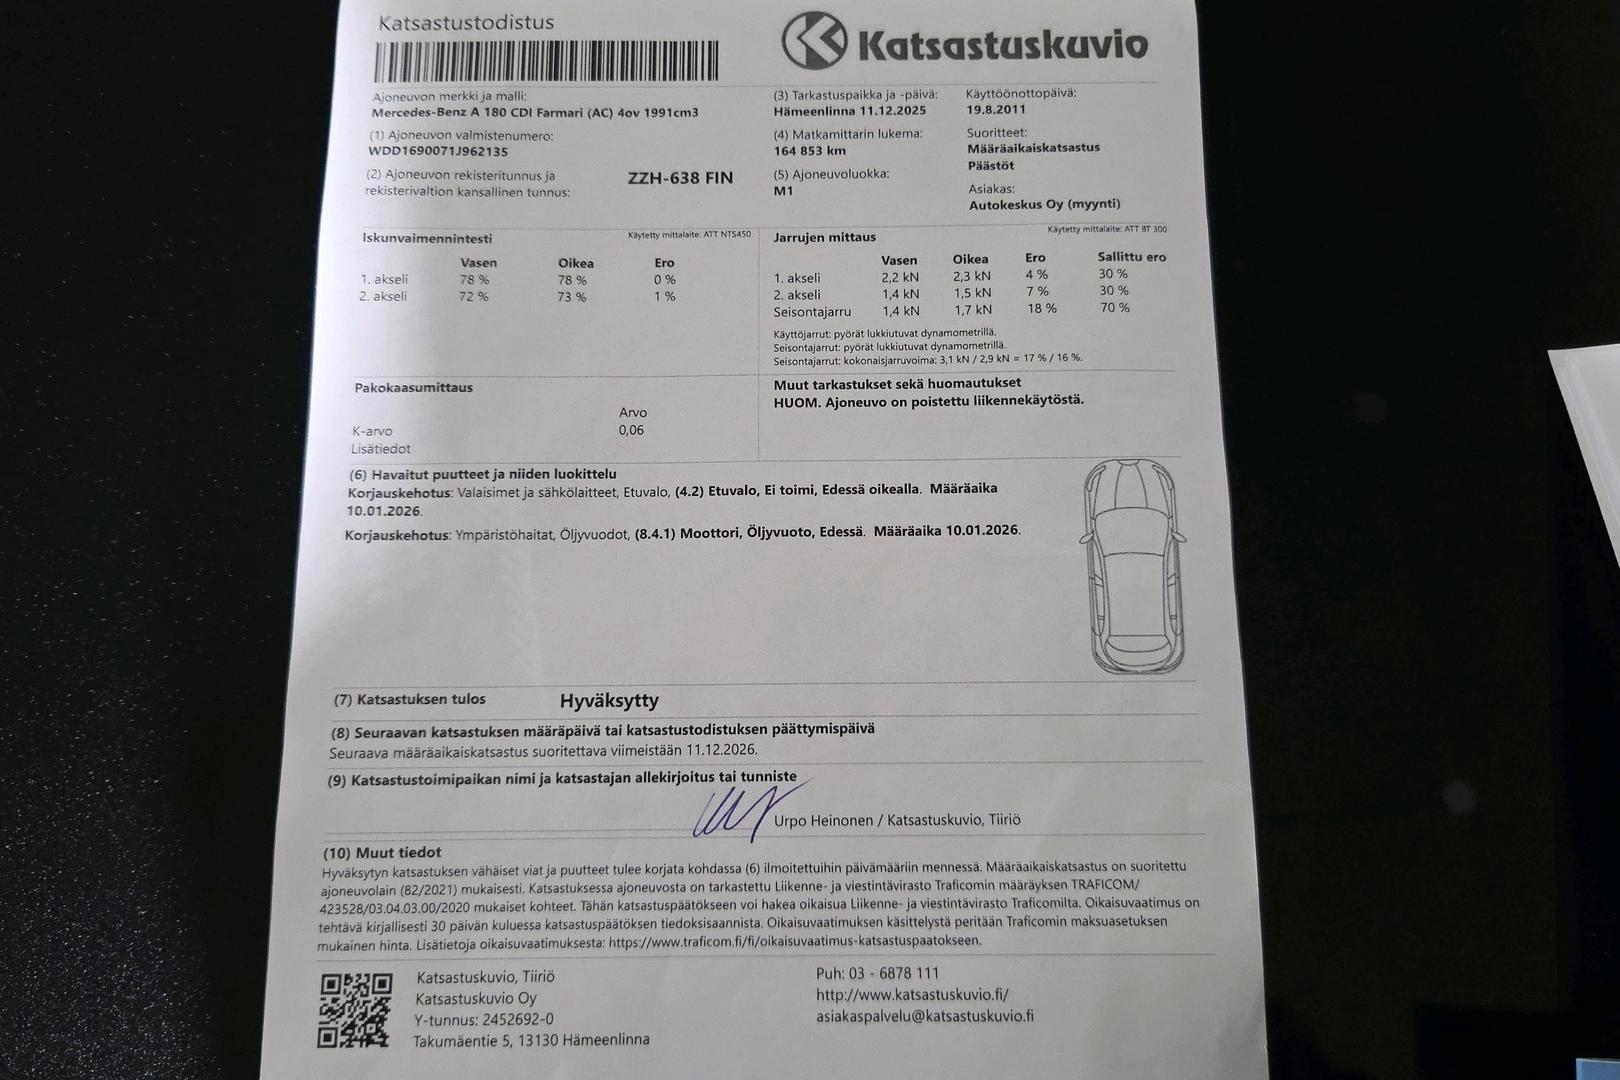 Katsastustodistus
Katsastuskuvio
Ajoneuvon merkki ja malli:
Mercedes-Benz A 180 CDI Farmari (AC) 4ov 1991cm3
(1) Ajoneuvon valmistenumero:
WDD1690071J962135
(2) Ajoneuvon rekisteritunnus ja
rekisterivaltion kansallinen tunnus:
ZZH-638 FIN
(3) Tarkastuspaikka ja -päivä:
Hämeenlinna 11.12.2025
(4) Matkamittarin lukema:
164 853 km
(5) Ajoneuvoluokka:
M1
Käyttöönottopäivä:
19.8.2011
Suoritteet:
Määräaikaiskatsastus
Päästöt
Asiakas:
Autokeskus Oy (myynti)
Iskunvaimennintesti
Käytetty mittalaite: ATT NTS450
Vasen Oikea Ero
1. akseli 78 % 78 % 0 %
2. akseli 72 % 73 % 1 %
Jarrujen mittaus
Käytetty mittalaite: ATT BT 300
Vasen Oikea Ero Sallittu ero
1. akseli 2,2 kN 2,3 kN 4 % 30 %
2. akseli 1,4 kN 1,5 kN 7 % 30 %
Seisontajarru 1,4 kN 1,7 kN 18 % 70 %
Käyttöjarrut: pyörät lukkiutuvat dynamometrillä.
Seisontajarrut: pyörät lukkiutuvat dynamometrillä.
Seisontajarrut: kokonaisjarruvoima: 3,1 kN / 2,9 kN = 17 % / 16 %.
Pakokaasumittaus
Arvo
K-arvo 0,06
Lisätiedot
Muut tarkastukset sekä huomautukset
HUOM. Ajoneuvo on poistettu liikennekäytöstä.
(6) Havaitut puutteet ja niiden luokittelu
Korjauskehotus: Valaisimet ja sähkölaitteet, Etuvalo, (4.2) Etuvalo, Ei toimi, Edessä oikealla. Määräaika
10.01.2026.
Korjauskehotus: Ympäristöhaitat, Öljyvuodot, (8.4.1) Moottori, Öljyvuoto, Edessä. Määräaika 10.01.2026.
(7) Katsastuksen tulos Hyväksytty
(8) Seuraavan katsastuksen määräpäivä tai katsastustodistuksen päättymispäivä
Seuraava määräaikaiskatsastus suoritettava viimeistään 11.12.2026.
(9) Katsastustoimipaikan nimi ja katsastajan allekirjoitus tai tunniste
Urpo Heinonen / Katsastuskuvio, Tiiriö
(10) Muut tiedot
Hyväksytyn katsastuksen vähäiset viat ja puutteet tulee korjata kohdassa (6) ilmoitettuihin päivämääriin mennessä. Määräaikaiskatsastus on suoritettu
ajoneuvolain (82/2021) mukaisesti. Katsastuksessa ajoneuvosta on tarkastettu Liikenne- ja viestintävirasto Traficomin määräyksen TRAFICOM/
423528/03.04.03.00/2020 mukaiset kohteet. Tähän katsastuspäätökseen voi hakea oikaisua Liikenne- ja viestintävirasto Traficomilta. Oikaisuvaatimus on
tehtävä kirjallisesti 30 päivän kuluessa katsastuspäätöksen tiedoksisaannista. Oikaisuvaatimuksen käsittelystä peritään Traficomin maksuasetuksen
mukainen hinta. Lisätietoja oikaisuvaatimuksesta: https://www.traficom.fi/fi/oikaisuvaatimus-katsastuspaatokseen.
Katsastuskuvio, Tiiriö
Katsastuskuvio Oy
Y-tunnus: 2452692-0
Takumäentie 5, 13130 Hämeenlinna
Puh: 03 - 6878 111
http://www.katsastuskuvio.fi/
asiakaspalvelu@katsastuskuvio.fi